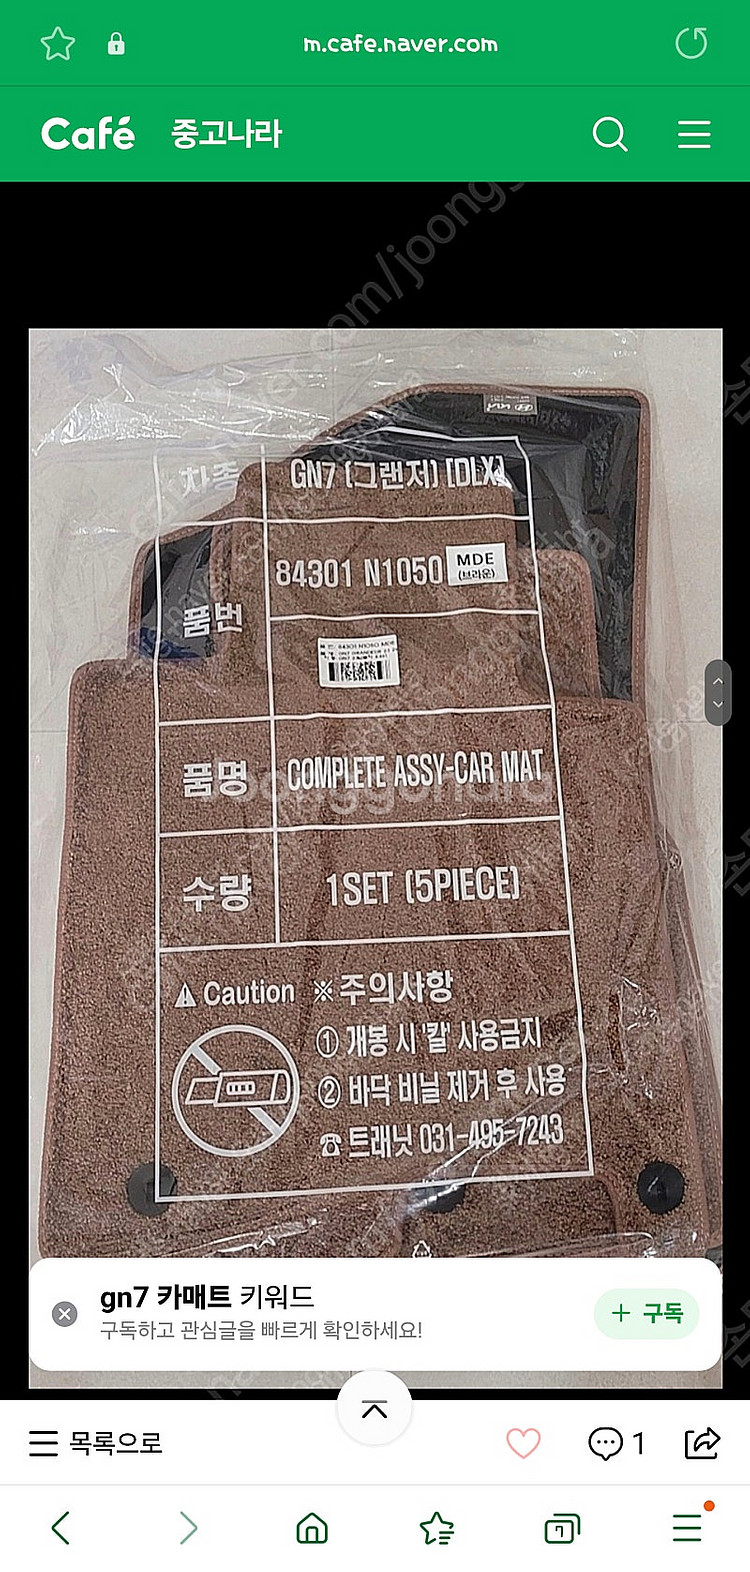 m.cafe.naver.com
Café 중고나라
차종 GN7 (그랜저) [DLX]
품번 84301 N1050 MDE
(브라운)
품명 COMPLETE ASSY-CAR MAT
수량 1SET (5PIECE)
Caution ※주의사항
① 개봉 시 '칼' 사용금지
② 바닥 비닐 제거 후 사용
☎ 트래닛 031-495-7243
joonggonara
gn7 카매트 키워드
구독하고 관심글을 빠르게 확인하세요!
+ 구독
목록으로
1
7